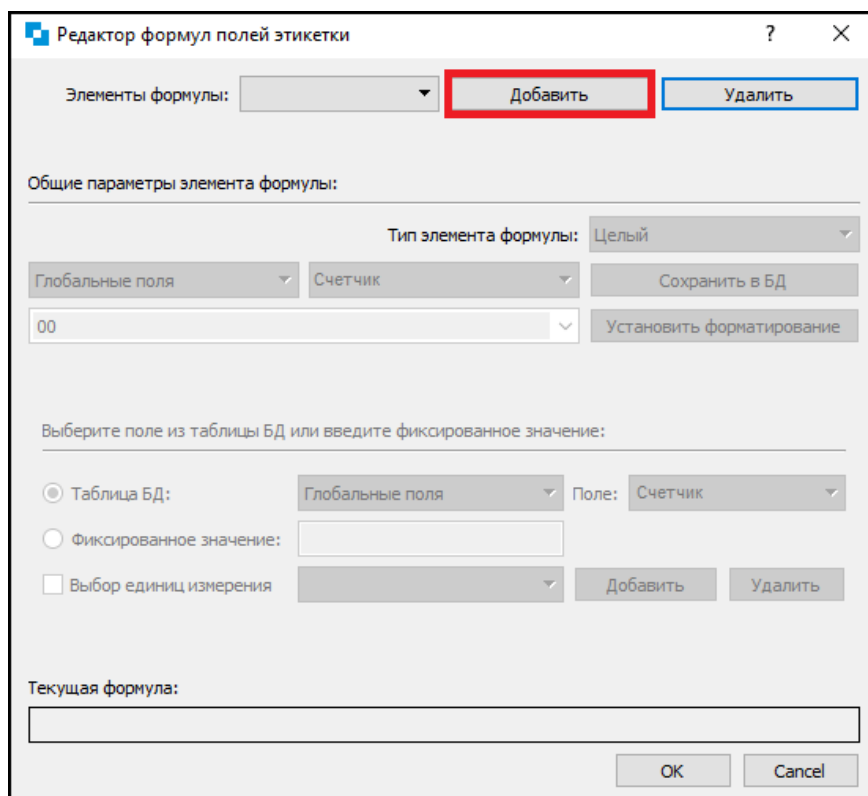 Редактор формул полей этикетки ?
Элементы формулы: Добавить Удалить
Общие параметры элемента формулы:
Тип элемента формулы: Целый
Глобальные поля Счетчик Сохранить в БД
00 Установить форматирование
Выберите поле из таблицы БД или введите фиксированное значение:
Таблица БД: Глобальные поля Поле: Счетчик
Фиксированное значение:
Выбор единиц измерения Добавить Удалить
Текущая формула:
OK Cancel